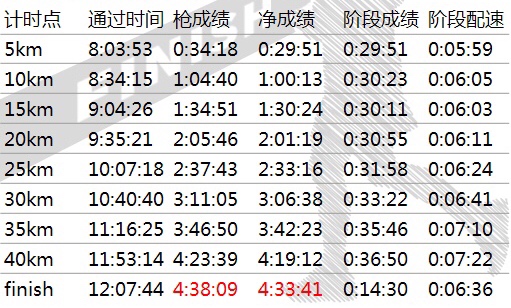 计时点 通过时间 枪成绩 净成绩 阶段成绩 阶段配速
5km 8:03:53 0:34:18 0:29:51 0:29:51 0:05:59
10km 8:34:15 1:04:40 1:00:13 0:30:23 0:06:05
15km 9:04:26 1:34:51 1:30:24 0:30:11 0:06:03
20km 9:35:21 2:05:46 2:01:19 0:30:55 0:06:11
25km 10:07:18 2:37:43 2:33:16 0:31:58 0:06:24
30km 10:40:40 3:11:05 3:06:38 0:33:22 0:06:41
35km 11:16:25 3:46:50 3:42:23 0:35:46 0:07:10
40km 11:53:14 4:23:39 4:19:12 0:36:50 0:07:22
finish 12:07:44 4:38:09 4:33:41 0:14:30 0:06:36